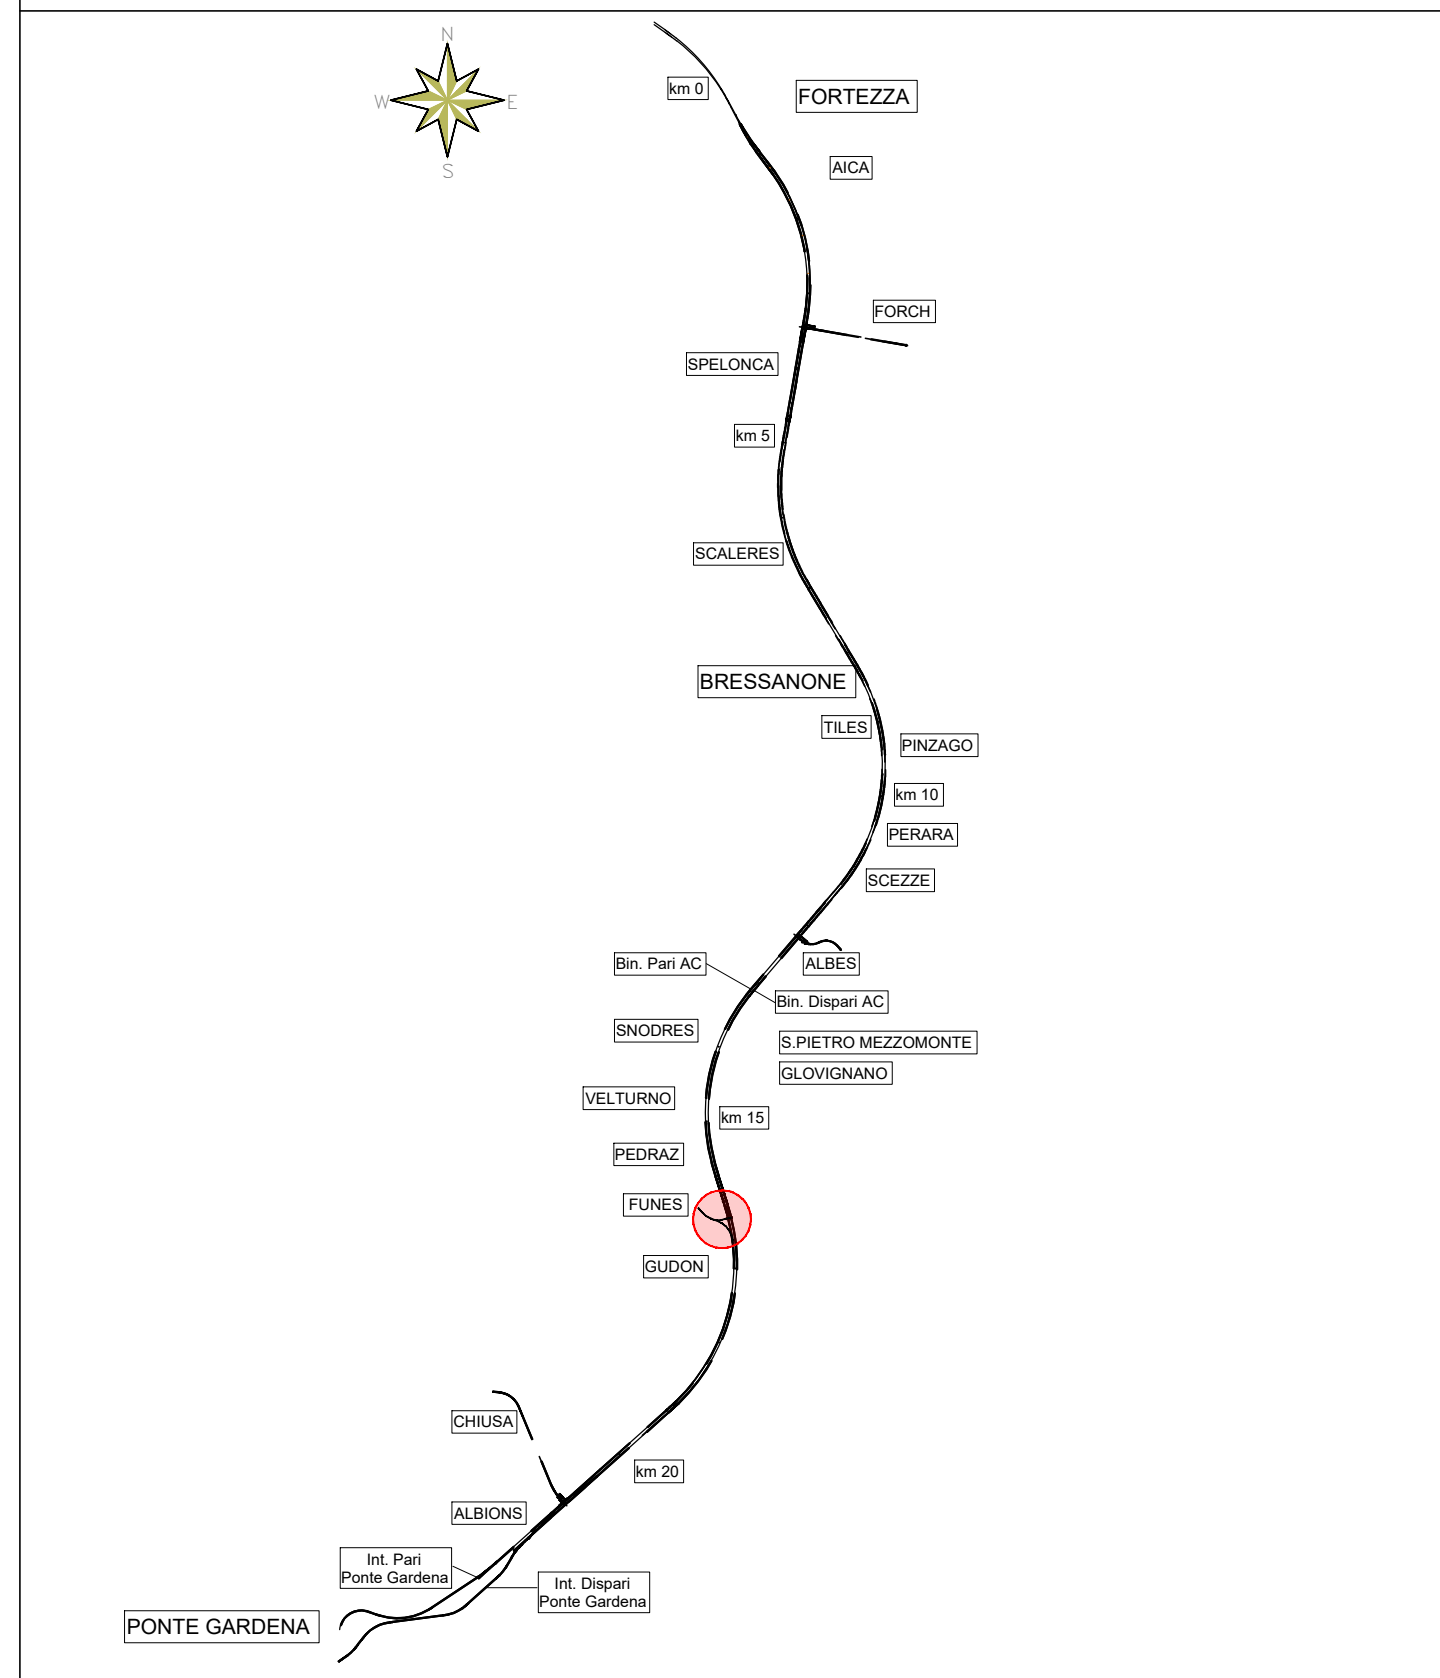 N
W
E
S
km 0
FORTEZZA
AICA
FORCH
SPELONCA
km 5
SCALERES
BRESSANONE
TILES
PINZAGO
km 10
PERARA
SCEZZE
Bin. Pari AC
ALBES
Bin. Dispari AC
SNODRES
S.PIETRO MEZZOMONTE
GLOVIGNANO
VELTURNO
km 15
PEDRAZ
FUNES
GUDON
CHIUSA
km 20
ALBIONS
Int. Pari
Ponte Gardena
Int. Dispari
Ponte Gardena
PONTE GARDENA